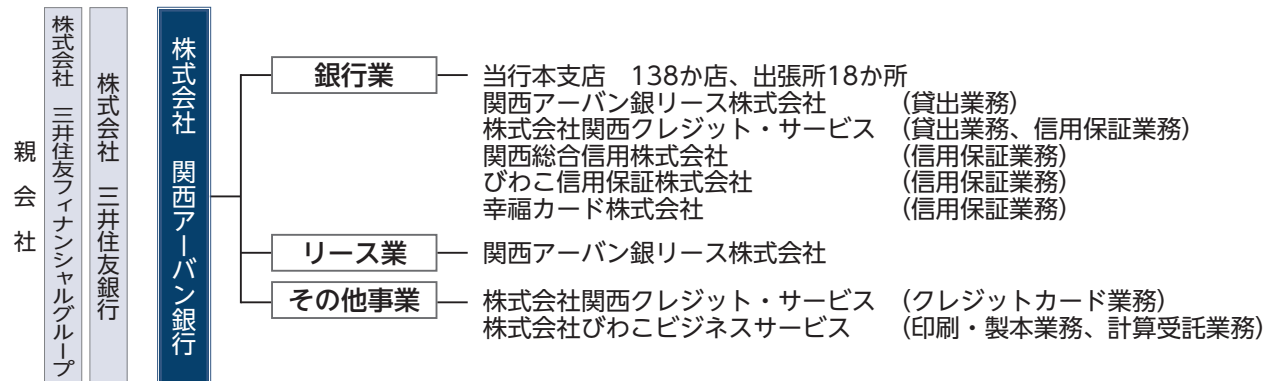 親会社
株式会社 三井住友フィナンシャルグループ
株式会社 三井住友銀行
株式会社 関西アーバン銀行
銀行業
当行本支店 138か店、出張所18か所
関西アーバン銀リース株式会社 (貸出業務)
株式会社関西クレジット・サービス (貸出業務、信用保証業務)
関西総合信用株式会社 (信用保証業務)
びわこ信用保証株式会社 (信用保証業務)
幸福カード株式会社 (信用保証業務)
リース業
関西アーバン銀リース株式会社
その他事業
株式会社関西クレジット・サービス (クレジットカード業務)
株式会社びわこビジネスサービス (印刷・製本業務、計算受託業務)